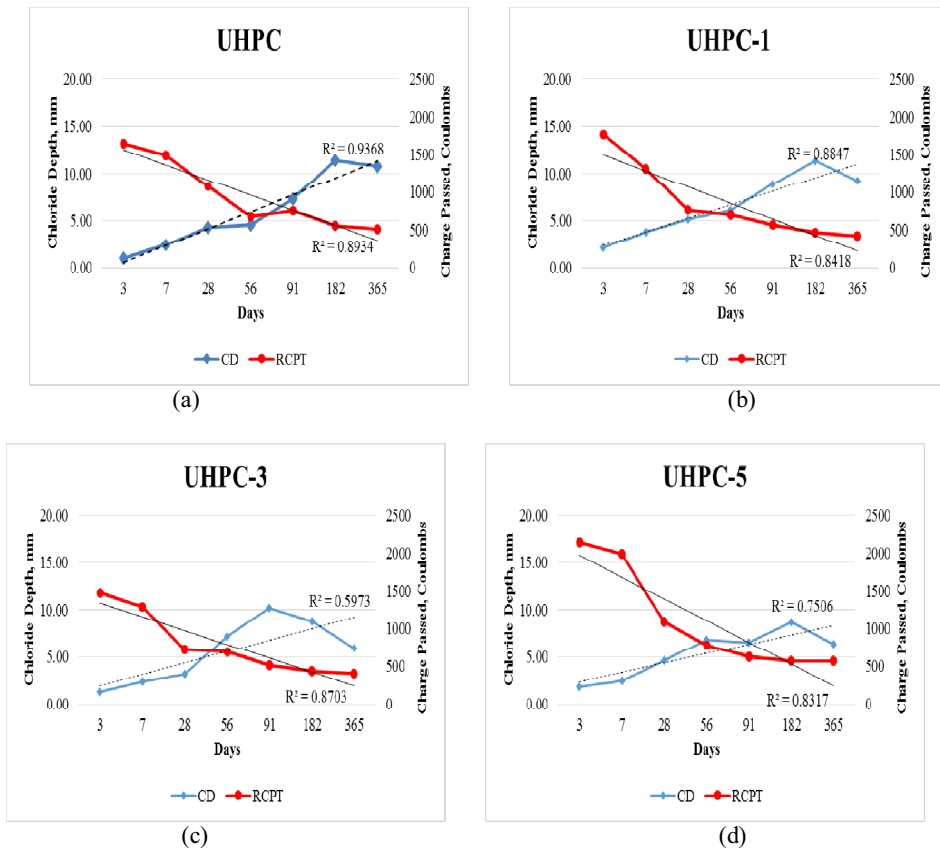 UHPC
20.00
15.00
10.00
5.00
0.00
Chloride Depth, mm
2500
2000
1500
1000
500
0
Charge Passed, Coulombs
R² = 0.9368
R² = 0.8934
3 7 28 56 91 182 365
Days
CD RCPT
(a)
UHPC-1
20.00
15.00
10.00
5.00
0.00
Chloride Depth, mm
2500
2000
1500
1000
500
0
Charge Passed, Coulombs
R² = 0.8847
R² = 0.8418
3 7 28 56 91 182 365
Days
CD RCPT
(b)
UHPC-3
20.00
15.00
10.00
5.00
0.00
Chloride Depth, mm
2500
2000
1500
1000
500
0
Charge Passed, Coulombs
R² = 0.5973
R² = 0.8703
3 7 28 56 91 182 365
Days
CD RCPT
(c)
UHPC-5
20.00
15.00
10.00
5.00
0.00
Chloride Depth, mm
2500
2000
1500
1000
500
0
Charge Passed, Coulombs
R² = 0.7506
R² = 0.8317
3 7 28 56 91 182 365
Days
CD RCPT
(d)